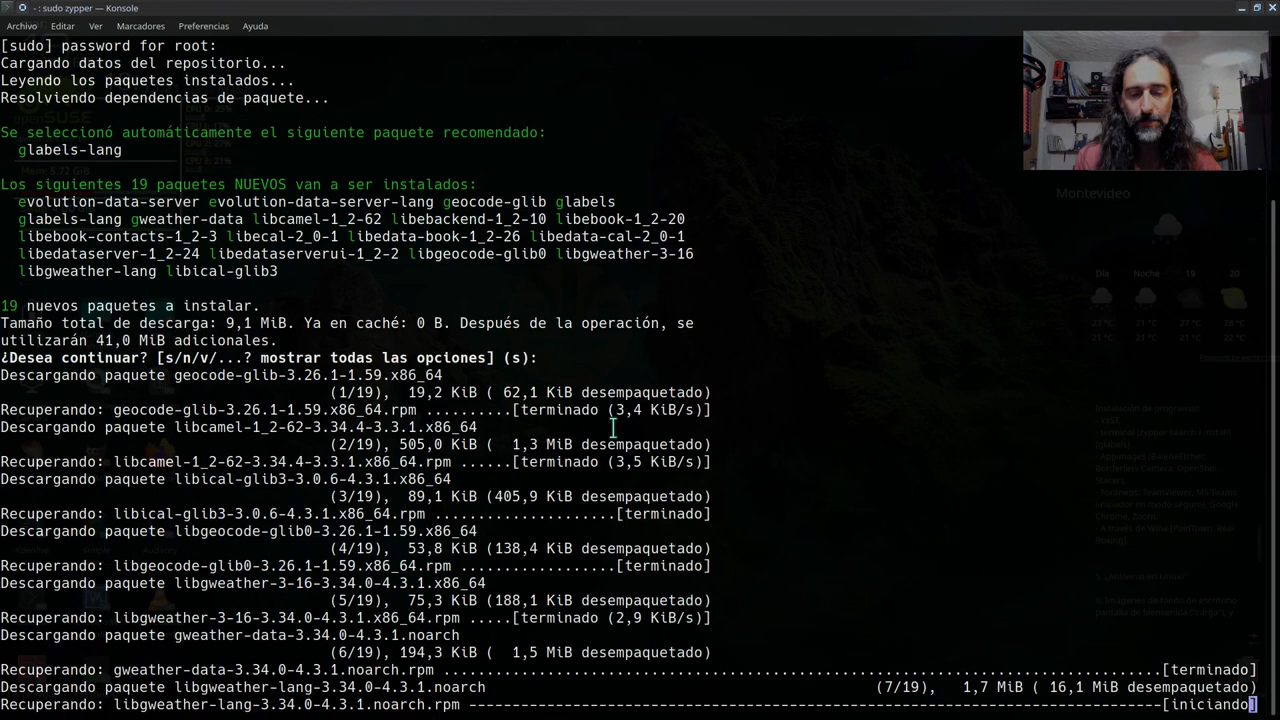 - : sudo zypper — Konsole
Archivo Editar Ver Marcadores Preferencias Ayuda
[sudo] password for root:
Cargando datos del repositorio...
Leyendo los paquetes instalados...
Resolviendo dependencias de paquete...
openSUSE
Se seleccionó automáticamente el siguiente paquete recomendado:
glabels-lang
Mem: 5,72 GiB
Los siguientes 19 paquetes NUEVOS van a ser instalados:
evolution-data-server evolution-data-server-lang geocode-glib glabels
glabels-lang gweather-data libcamel-1_2-62 libebackend-1_2-10 libebook-1_2-20
libebook-contacts-1_2-3 libecal-2_0-1 libedata-book-1_2-26 libedata-cal-2_0-1
libedataserver-1_2-24 libedataserverui-1_2-2 libgeocode-glib0 libgweather-3-16
libgweather-lang libical-glib3
19 nuevos paquetes a instalar.
Tamaño total de descarga: 9,1 MiB. Ya en caché: 0 B. Después de la operación, se
utilizarán 41,0 MiB adicionales.
¿Desea continuar? [s/n/v/...? mostrar todas las opciones] (s):
Descargando paquete geocode-glib-3.26.1-1.59.x86_64
(1/19), 19,2 KiB ( 62,1 KiB desempaquetado)
Recuperando: geocode-glib-3.26.1-1.59.x86_64.rpm ..........[terminado (3,4 KiB/s)]
Descargando paquete libcamel-1_2-62-3.34.4-3.3.1.x86_64
(2/19), 505,0 KiB ( 1,3 MiB desempaquetado)
Recuperando: libcamel-1_2-62-3.34.4-3.3.1.x86_64.rpm ......[terminado (3,5 KiB/s)]
Descargando paquete libical-glib3-3.0.6-4.3.1.x86_64
(3/19), 89,1 KiB (405,9 KiB desempaquetado)
Recuperando: libical-glib3-3.0.6-4.3.1.x86_64.rpm .....................[terminado]
Descargando paquete libgeocode-glib0-3.26.1-1.59.x86_64
(4/19), 53,8 KiB (138,4 KiB desempaquetado)
Recuperando: libgeocode-glib0-3.26.1-1.59.x86_64.rpm ..................[terminado]
Descargando paquete libgweather-3-16-3.34.0-4.3.1.x86_64
(5/19), 75,3 KiB (188,1 KiB desempaquetado)
Recuperando: libgweather-3-16-3.34.0-4.3.1.x86_64.rpm .....[terminado (2,9 KiB/s)]
Descargando paquete gweather-data-3.34.0-4.3.1.noarch
(6/19), 194,3 KiB ( 1,5 MiB desempaquetado)
Recuperando: gweather-data-3.34.0-4.3.1.noarch.rpm ...................................................................................[terminado]
Descargando paquete libgweather-lang-3.34.0-4.3.1.noarch (7/19), 1,7 MiB ( 16,1 MiB desempaquetado)
Recuperando: libgweather-lang-3.34.0-4.3.1.noarch.rpm --------------------------------------------------------------------------------[iniciando]
Montevideo
Día Noche 19 20
Instalación de programas:
- YaST